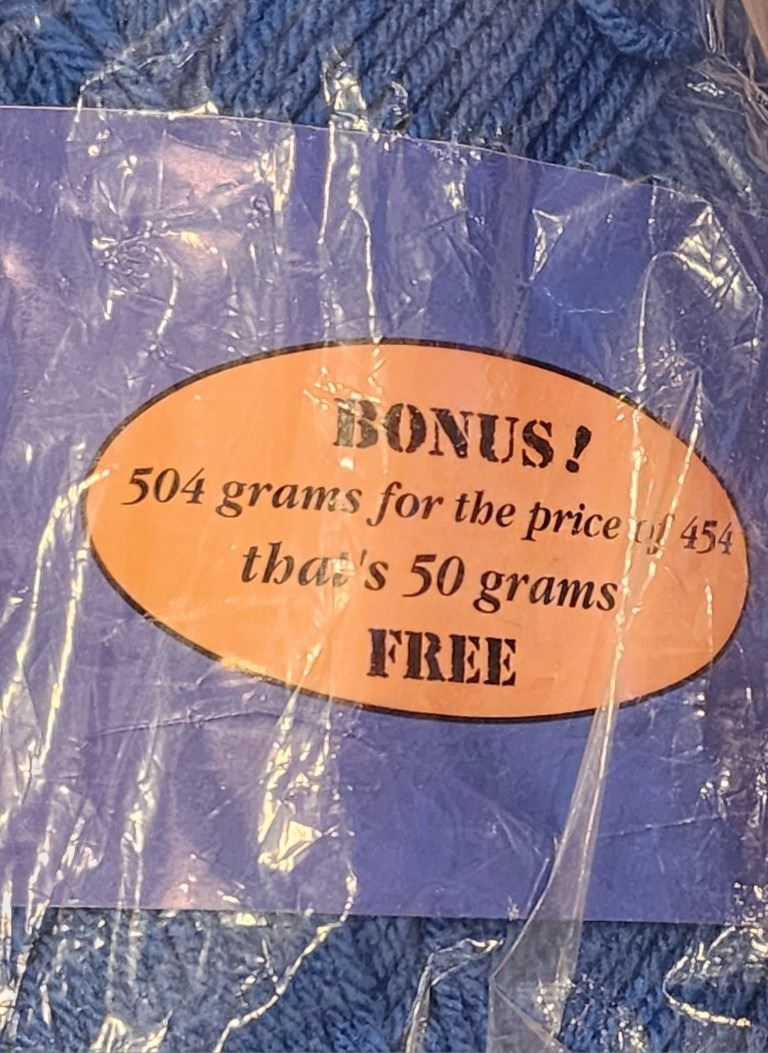 BONUS!
504 grams for the price of 454
that's 50 grams
FREE